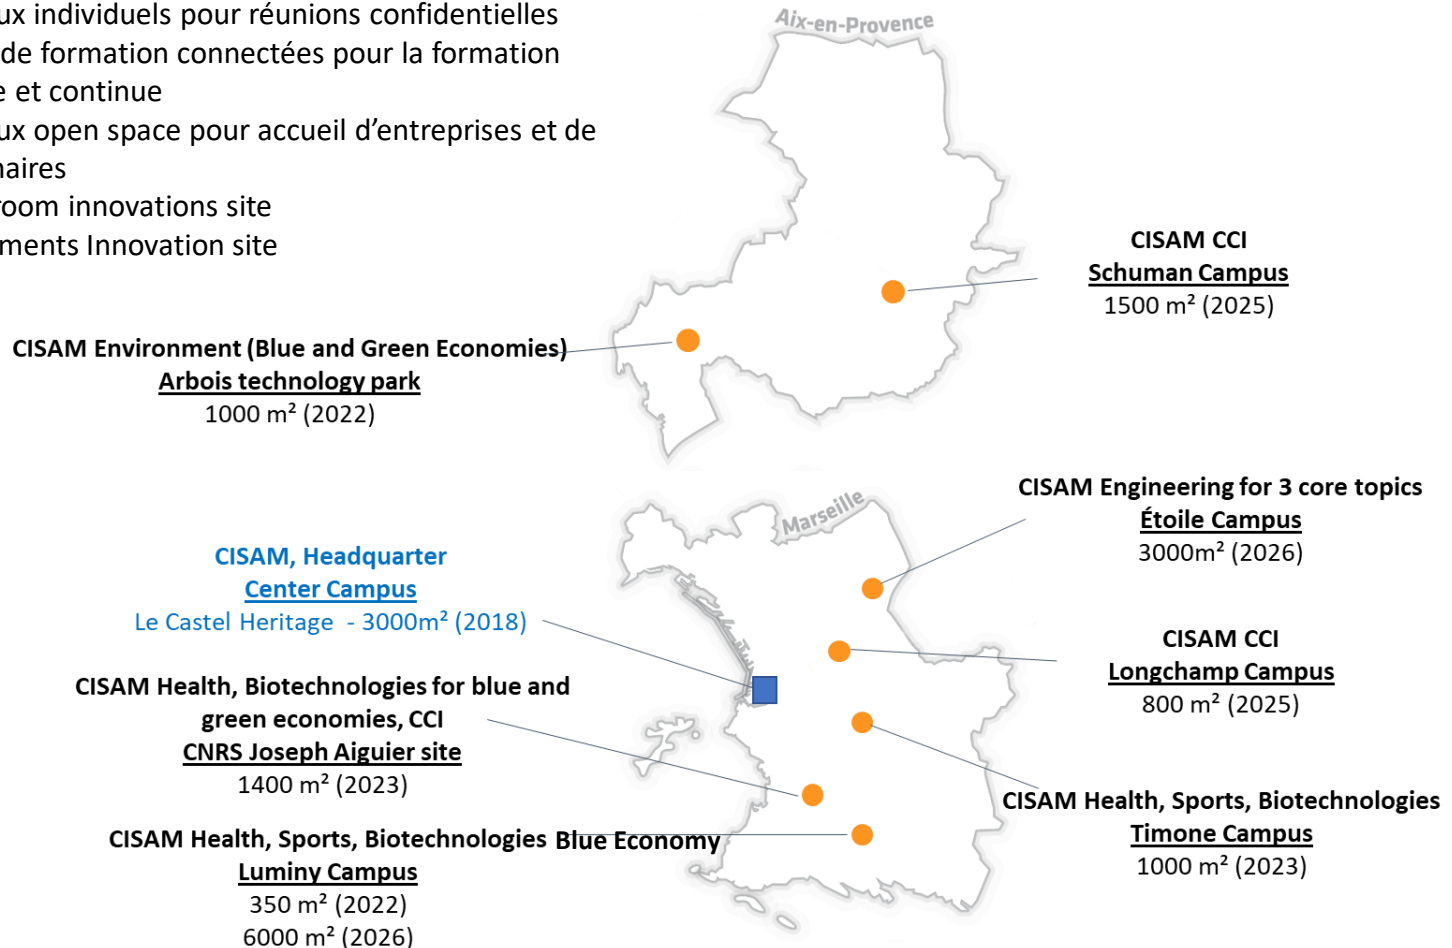 ux individuels pour réunions confidentielles
de formation connectées pour la formation
e et continue
ux open space pour accueil d’entreprises et de
naires
room innovations site
ments Innovation site
Aix-en-Provence
CISAM CCI
Schuman Campus
1500 m² (2025)
CISAM Environment (Blue and Green Economies)
Arbois technology park
1000 m² (2022)
Marseille
CISAM Engineering for 3 core topics
Étoile Campus
3000m² (2026)
CISAM, Headquarter
Center Campus
Le Castel Heritage - 3000m² (2018)
CISAM CCI
Longchamp Campus
800 m² (2025)
CISAM Health, Biotechnologies for blue and
green economies, CCI
CNRS Joseph Aiguier site
1400 m² (2023)
CISAM Health, Sports, Biotechnologies
Timone Campus
1000 m² (2023)
CISAM Health, Sports, Biotechnologies Blue Economy
Luminy Campus
350 m² (2022)
6000 m² (2026)